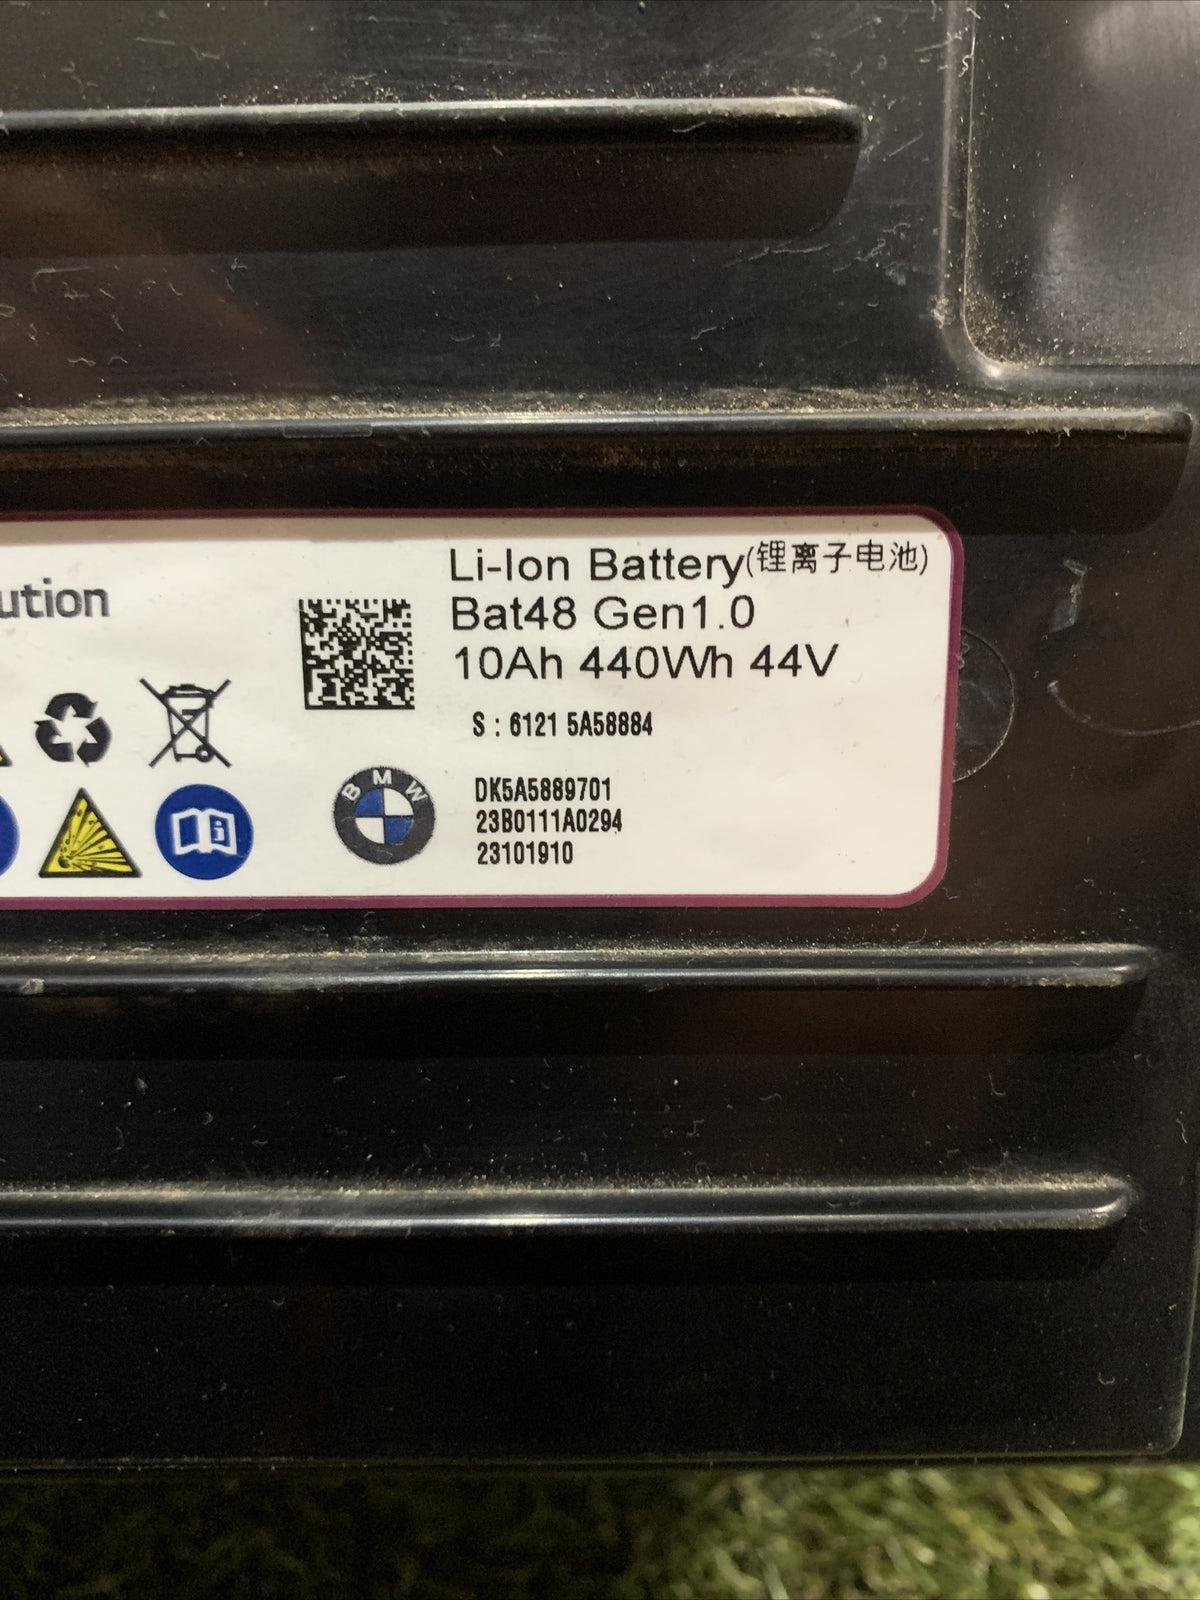 Li-Ion Battery(锂离子电池)
Bat48 Gen1.0
10Ah 440Wh 44V
S : 6121 5A58884
DK5A5889701
23B0111A0294
23101910
ution
BMW